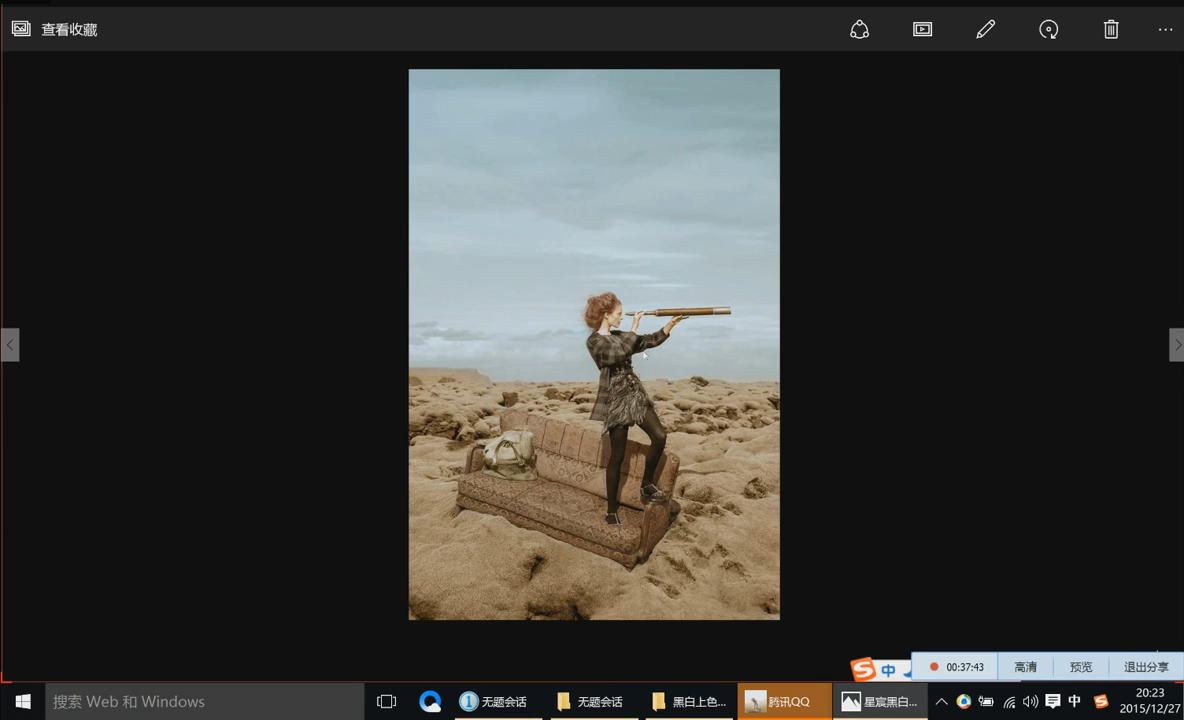 查看收藏
中
00:37:43
高清
预览
退出分享
搜索 Web 和 Windows
无题会话
无题会话
黑白上色...
腾讯QQ
星宸黑白...
中
20:23
2015/12/27